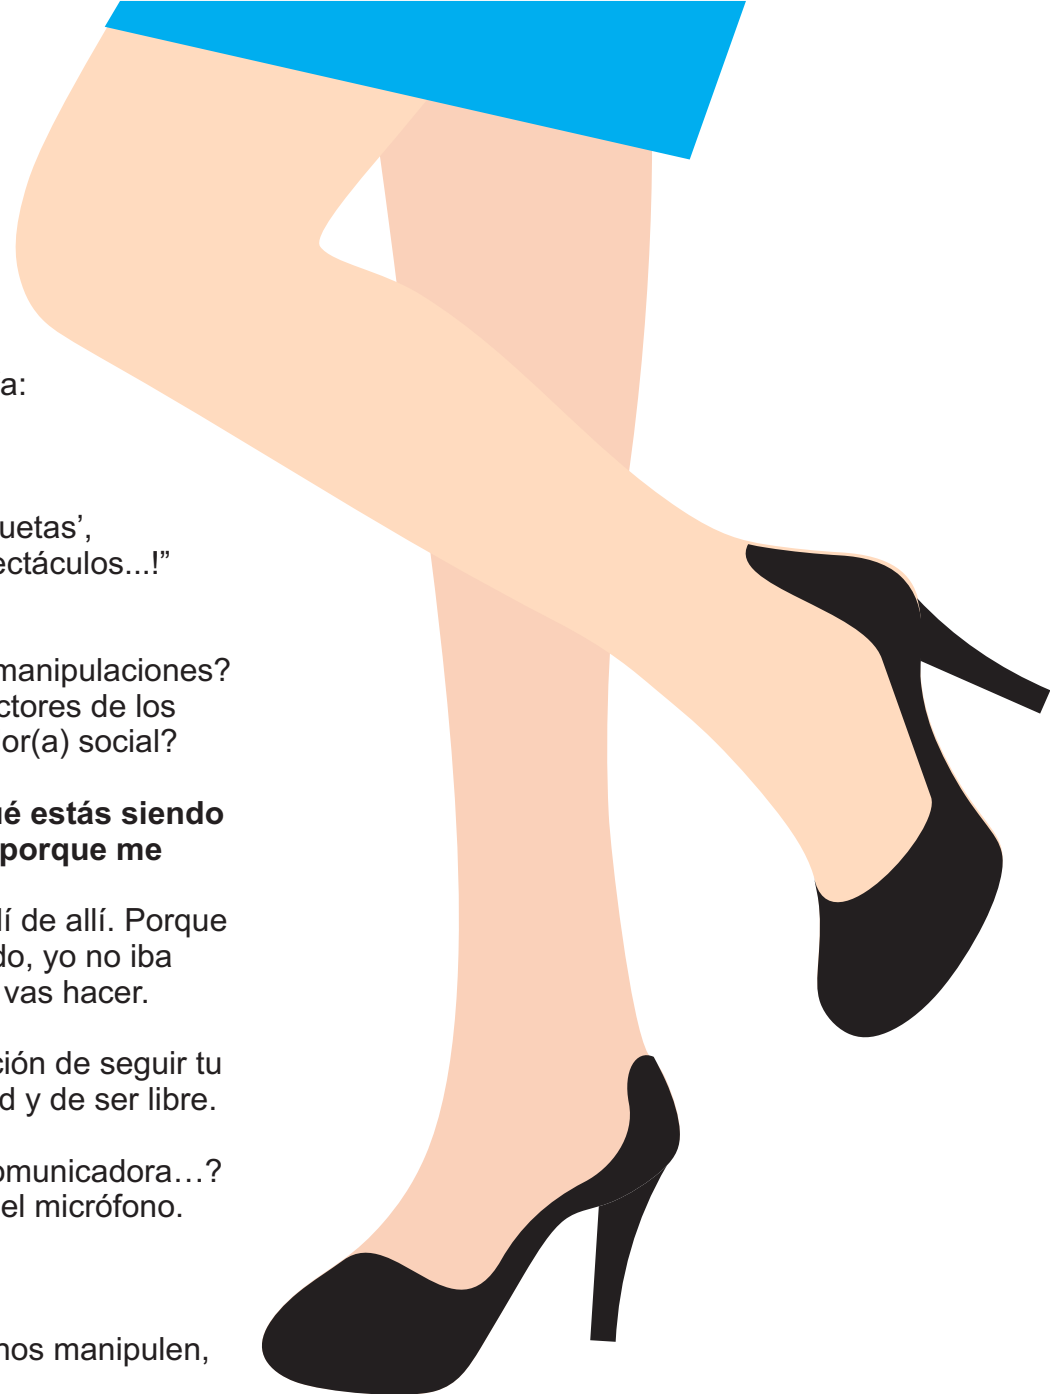 a:
uetas’,
ectáculos...!”
manipulaciones?
ctores de los
or(a) social?
ué estás siendo
porque me
lí de allí. Porque
do, yo no iba
vas hacer.
ción de seguir tu
d y de ser libre.
omunicadora…?
el micrófono.
nos manipulen,